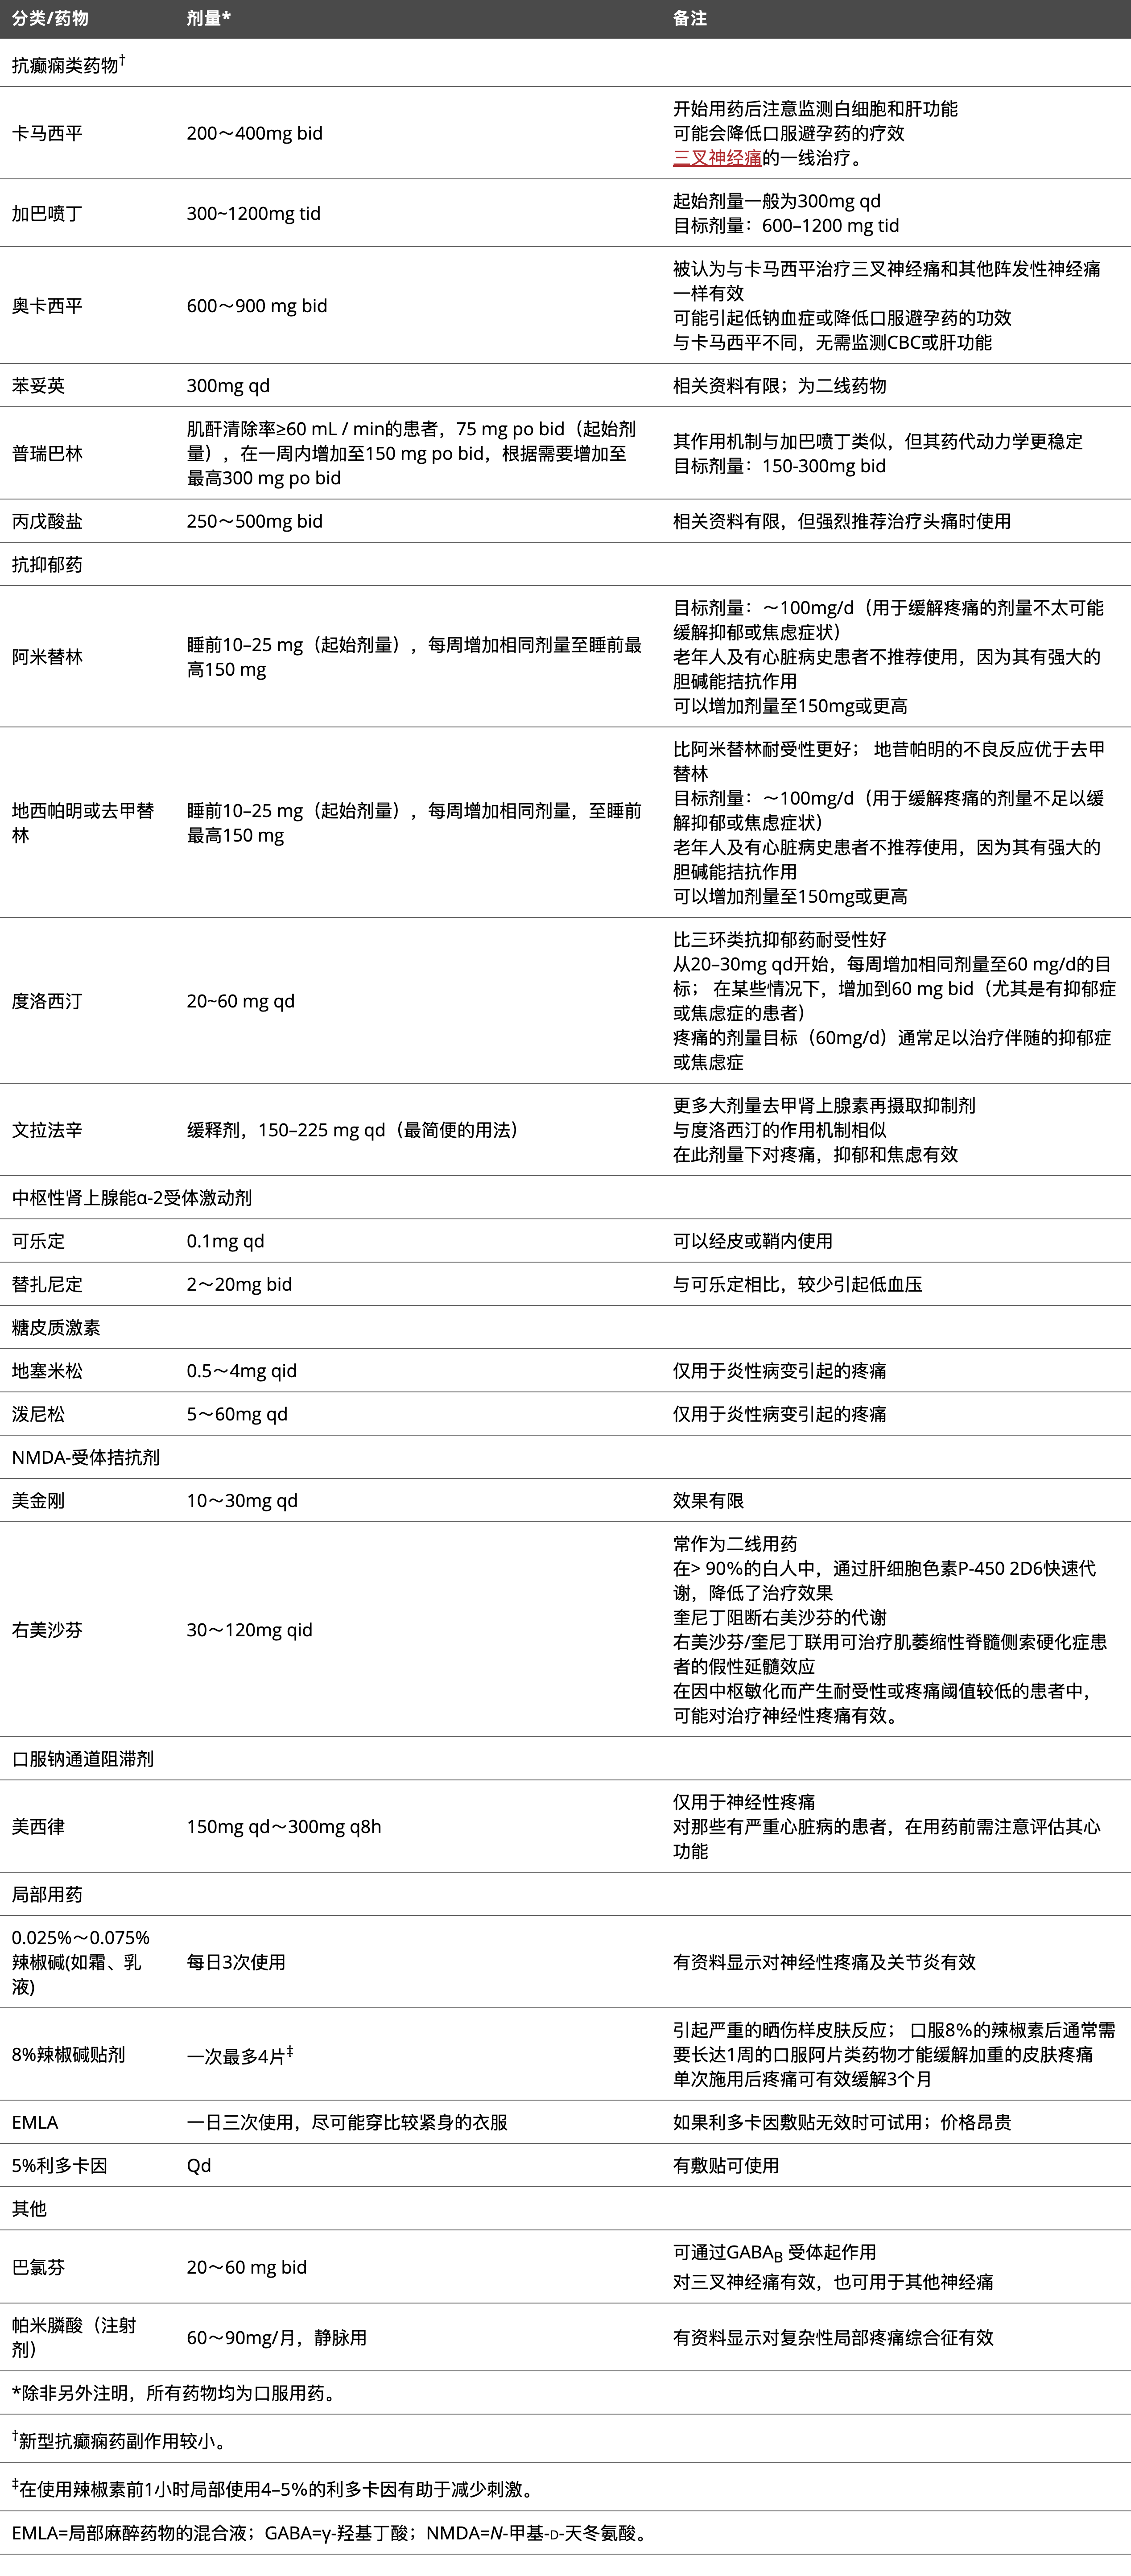 分类/药物 剂量* 备注
抗癫痫类药物†
卡马西平 200～400mg bid 开始用药后注意监测白细胞和肝功能
可能会降低口服避孕药的疗效
三叉神经痛的一线治疗。
加巴喷丁 300~1200mg tid 起始剂量一般为300mg qd
目标剂量：600–1200 mg tid
奥卡西平 600～900 mg bid 被认为与卡马西平治疗三叉神经痛和其他阵发性神经痛
一样有效
可能引起低钠血症或降低口服避孕药的功效
与卡马西平不同，无需监测CBC或肝功能
苯妥英 300mg qd 相关资料有限；为二线药物
普瑞巴林 肌酐清除率≥60 mL / min的患者，75 mg po bid（起始剂
量），在一周内增加至150 mg po bid，根据需要增加至
最高300 mg po bid
其作用机制与加巴喷丁类似，但其药代动力学更稳定
目标剂量：150-300mg bid
丙戊酸盐 250～500mg bid 相关资料有限，但强烈推荐治疗头痛时使用
抗抑郁药
阿米替林 睡前10–25 mg（起始剂量），每周增加相同剂量至睡前最
高150 mg
目标剂量：～100mg/d（用于缓解疼痛的剂量不太可能
缓解抑郁或焦虑症状）
老年人及有心脏病史患者不推荐使用，因为其有强大的
胆碱能拮抗作用
可以增加剂量至150mg或更高
地西帕明或去甲替
林
睡前10–25 mg（起始剂量），每周增加相同剂量，至睡前
最高150 mg
比阿米替林耐受性更好； 地昔帕明的不良反应优于去甲
替林
目标剂量：～100mg/d（用于缓解疼痛的剂量不足以缓
解抑郁或焦虑症状）
老年人及有心脏病史患者不推荐使用，因为其有强大的
胆碱能拮抗作用
可以增加剂量至150mg或更高
度洛西汀 20~60 mg qd 比三环类抗抑郁药耐受性好
从20–30mg qd开始，每周增加相同剂量至60 mg/d的目
标； 在某些情况下，增加到60 mg bid（尤其是有抑郁症
或焦虑症的患者）
疼痛的剂量目标（60mg/d）通常足以治疗伴随的抑郁症
或焦虑症
文拉法辛 缓释剂，150–225 mg qd（最简便的用法） 更多大剂量去甲肾上腺素再摄取抑制剂
与度洛西汀的作用机制相似
在此剂量下对疼痛，抑郁和焦虑有效
中枢性肾上腺能α-2受体激动剂
可乐定 0.1mg qd 可以经皮或鞘内使用
替扎尼定 2～20mg bid 与可乐定相比，较少引起低血压
糖皮质激素
地塞米松 0.5～4mg qid 仅用于炎性病变引起的疼痛
泼尼松 5～60mg qd 仅用于炎性病变引起的疼痛
NMDA-受体拮抗剂
美金刚 10～30mg qd 效果有限
右美沙芬 30～120mg qid 常作为二线用药
在> 90%的白人中，通过肝细胞色素P-450 2D6快速代
谢，降低了治疗效果
奎尼丁阻断右美沙芬的代谢
右美沙芬/奎尼丁联用可治疗肌萎缩性脊髓侧索硬化症患
者的假性延髓效应
在因中枢敏化而产生耐受性或疼痛阈值较低的患者中，
可能对治疗神经性疼痛有效。
口服钠通道阻滞剂
美西律 150mg qd～300mg q8h 仅用于神经性疼痛
对那些有严重心脏病的患者，在用药前需注意评估其心
功能
局部用药
0.025%～0.075%
辣椒碱(如霜、乳
液)
每日3次使用 有资料显示对神经性疼痛及关节炎有效
8%辣椒碱贴剂 一次最多4片‡ 引起严重的晒伤样皮肤反应； 口服8%的辣椒素后通常需
要长达1周的口服阿片类药物才能缓解加重的皮肤疼痛
单次施用后疼痛可有效缓解3个月
EMLA 一日三次使用，尽可能穿比较紧身的衣服 如果利多卡因敷贴无效时可试用；价格昂贵
5%利多卡因 Qd 有敷贴可使用
其他
巴氯芬 20～60 mg bid 可通过GABAB 受体起作用
对三叉神经痛有效，也可用于其他神经痛
帕米膦酸（注射
剂）
60～90mg/月，静脉用 有资料显示对复杂性局部疼痛综合征有效
*除非另外注明，所有药物均为口服用药。
†新型抗癫痫药副作用较小。
‡在使用辣椒素前1小时局部使用4–5%的利多卡因有助于减少刺激。
EMLA=局部麻醉药物的混合液；GABA=γ-羟基丁酸；NMDA=N-甲基-D-天冬氨酸。